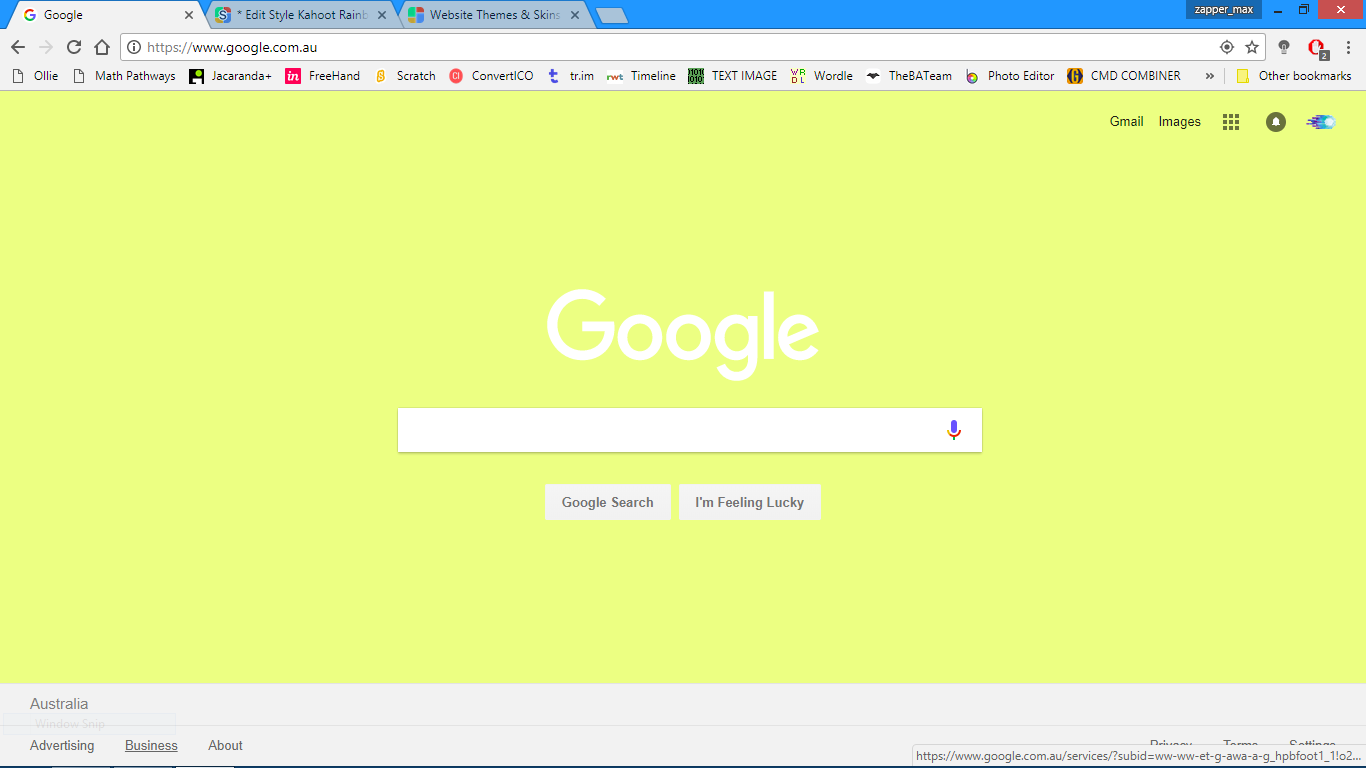 Google * Edit Style Kahoot Rainb Website Themes & Skins zapper_max
https://www.google.com.au
Ollie Math Pathways Jacaranda+ FreeHand Scratch ConvertICO tr.im Timeline TEXT IMAGE Wordle TheBATeam Photo Editor CMD COMBINER » Other bookmarks
Gmail Images
Google
Google Search I'm Feeling Lucky
Australia
Window Snip
Advertising Business About Privacy Terms Settings
https://www.google.com.au/services/?subid=ww-ww-et-g-awa-a-g_hpbfoot1_1!o2...